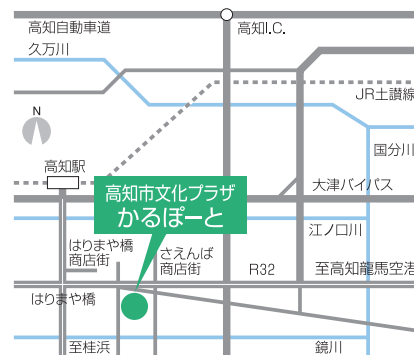 高知自動車道
高知I.C.
久万川
JR土讃線
N
国分川
高知駅
大津バイパス
高知市文化プラザ
かるぽーと
江ノ口川
はりまや橋
商店街
さえんば
商店街
R32
至高知龍馬空港
はりまや橋
至桂浜
鏡川